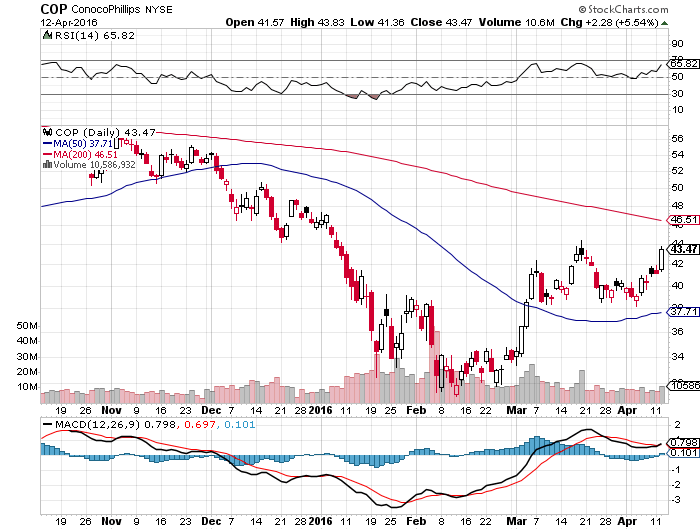 COP ConocoPhillips NYSE
© StockCharts.com
12-Apr-2016
Open 41.57 High 43.83 Low 41.36 Close 43.47 Volume 10.6M Chg +2.28 (+5.54%)
RSI(14) 65.82
90
70
65.82
50
30
10
COP (Daily) 43.47
MA(50) 37.71
MA(200) 46.51
Volume 10,586,932
56
54
52
50
48
46.51
44
43.47
42
40
38
37.71
36
34
32
50M
40M
30M
20M
10M
19 26 Nov 9 16 23 Dec 7 14 21 28 2016 11 19 25 Feb 8 16 22 Mar 7 14 21 28 Apr 11
MACD(12,26,9) 0.798, 0.697, 0.101
2
1
0.798
0.101
-1
-2
-3
19 26 Nov 9 16 23 Dec 7 14 21 28 2016 11 19 25 Feb 8 16 22 Mar 7 14 21 28 Apr 11